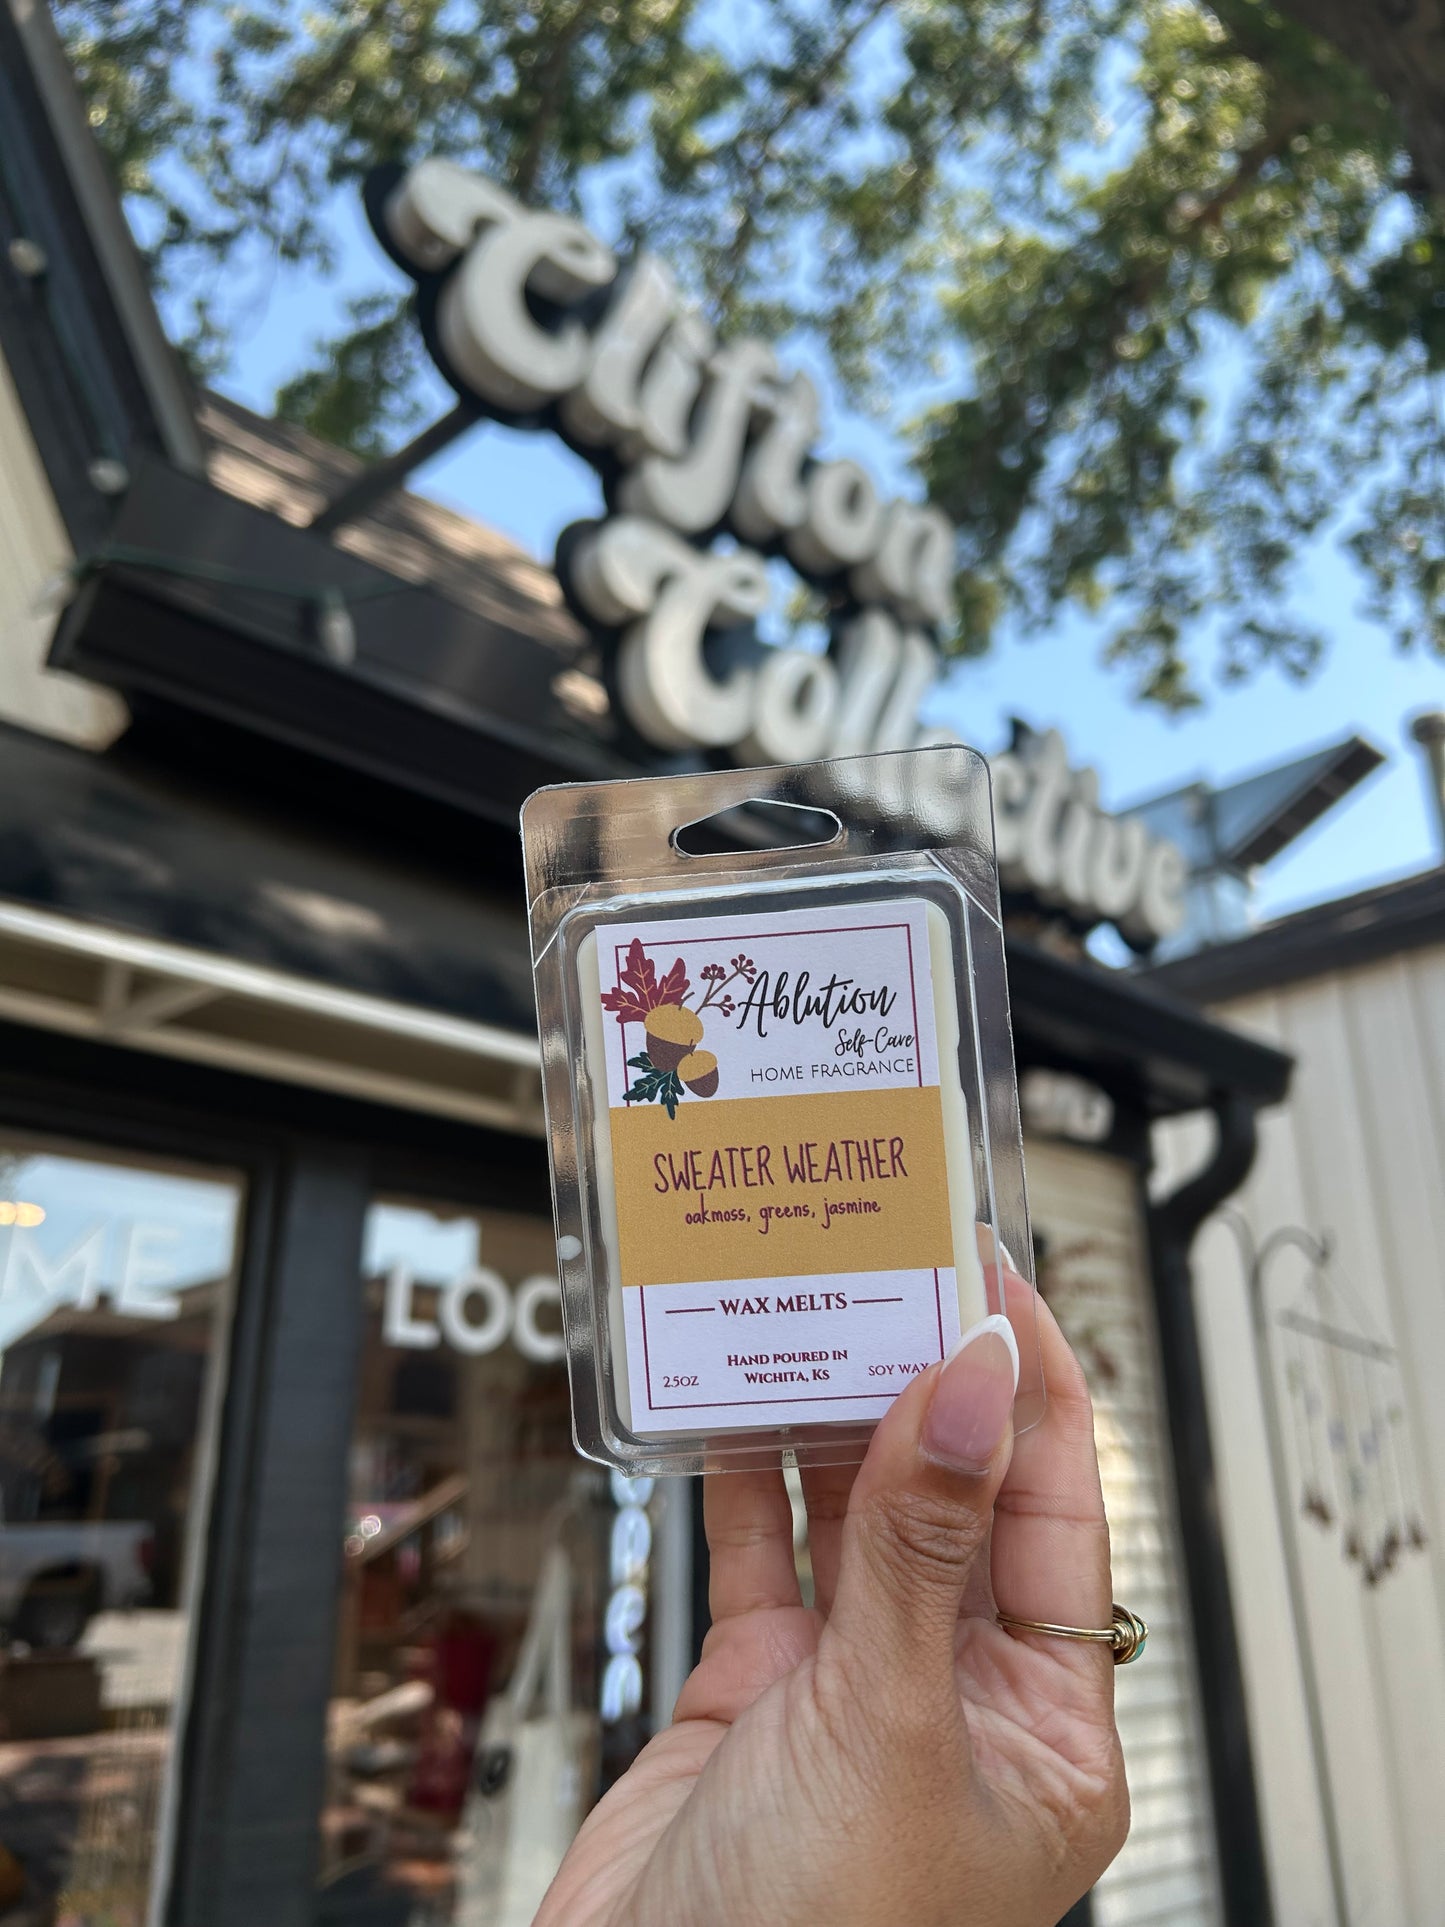 Clifton
Collective
Ablution
Self-Care
HOME FRAGRANCE
SWEATER WEATHER
oakmoss, greens, jasmine
WAX MELTS
HAND POURED IN
WICHITA, KS
2.5OZ
SOY WAX
ME
LOC